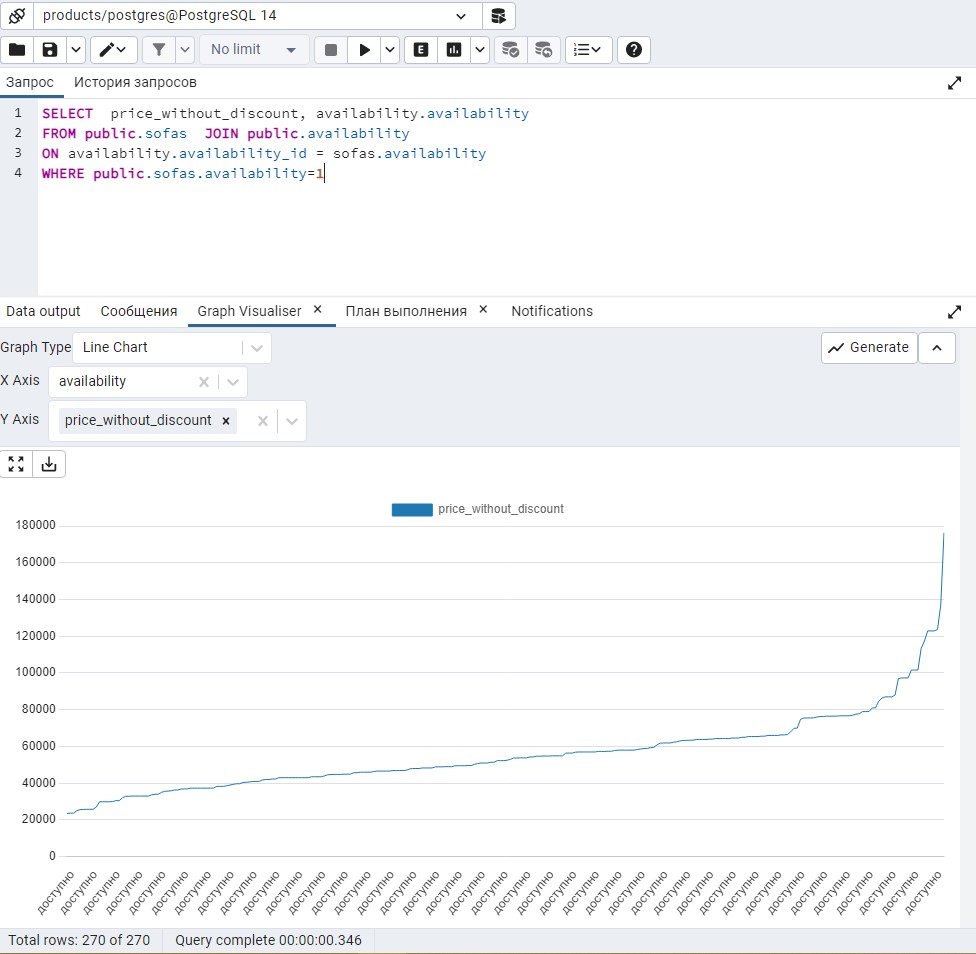 products/postgres@PostgreSQL 14
No limit
E
Запрос История запросов
1 SELECT price_without_discount, availability.availability
2 FROM public.sofas JOIN public.availability
3 ON availability.availability_id = sofas.availability
4 WHERE public.sofas.availability=1
Data output Сообщения Graph Visualiser План выполнения Notifications
Graph Type Line Chart Generate
X Axis availability
Y Axis price_without_discount
price_without_discount
180000
160000
140000
120000
100000
80000
60000
40000
20000
0
доступно доступно доступно доступно доступно доступно доступно доступно доступно доступно доступно доступно доступно доступно доступно доступно доступно доступно доступно доступно доступно доступно доступно доступно доступно доступно доступно доступно доступно доступно доступно доступно доступно доступно доступно доступно доступно доступно доступно
Total rows: 270 of 270 Query complete 00:00:00.346